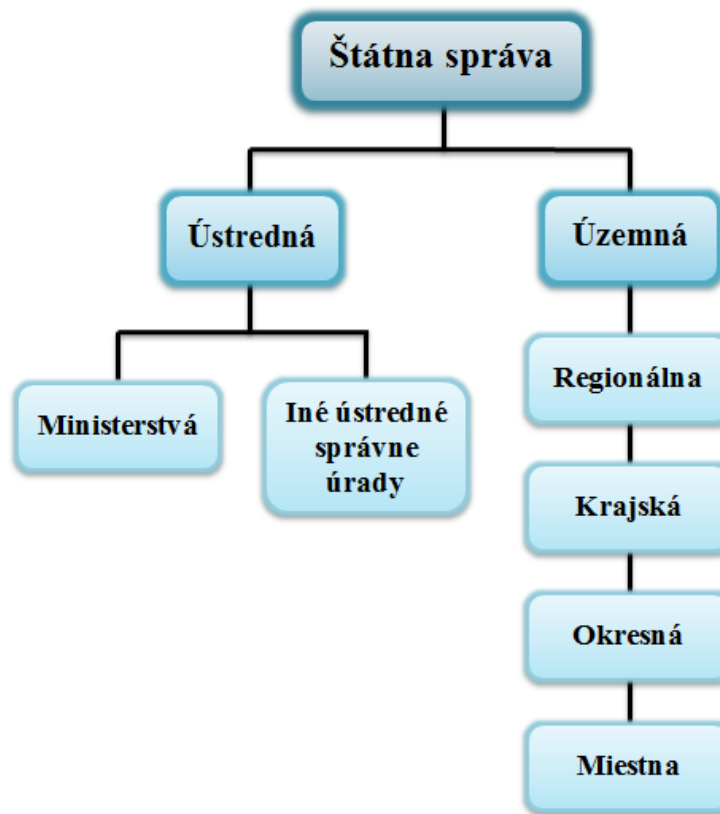 Štátna správa
Ústredná
Územná
Ministerstvá
Iné ústredné
správne
úrady
Regionálna
Krajská
Okresná
Miestna